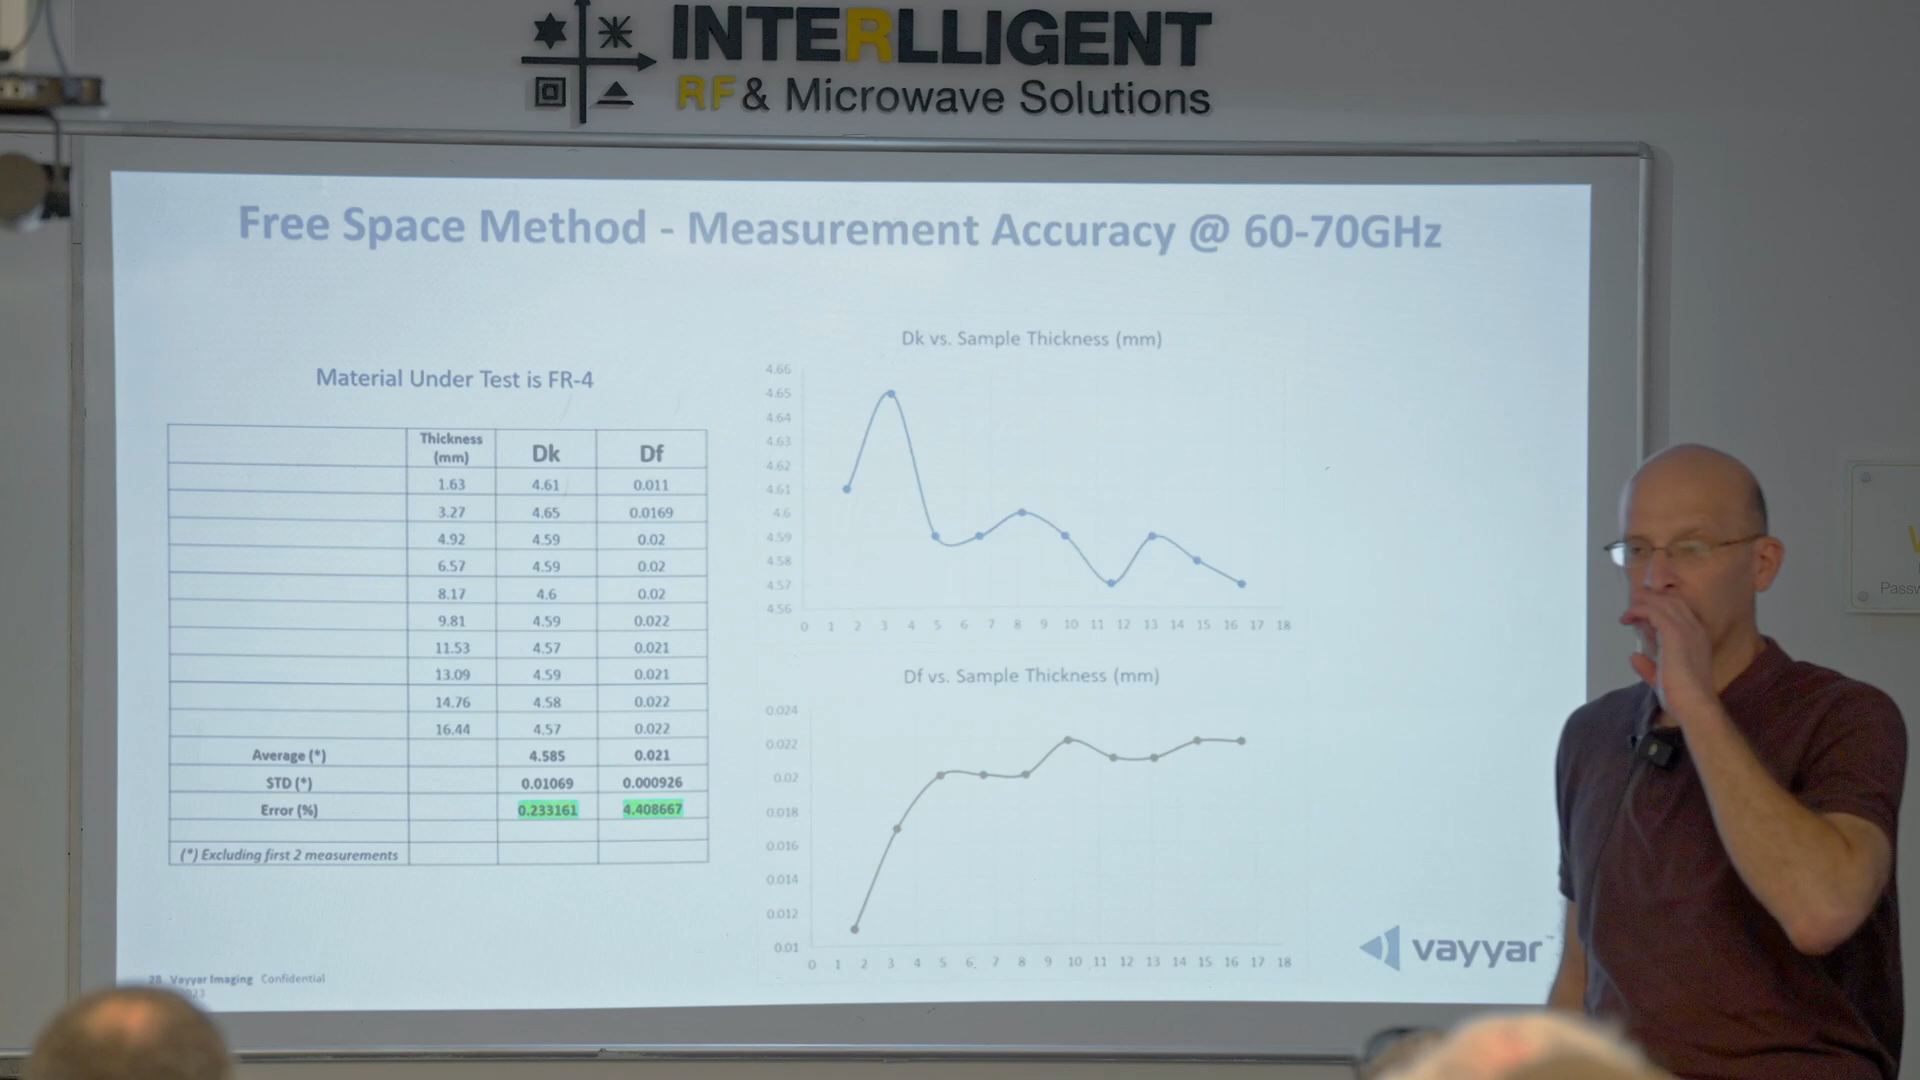 INTERLLIGENT
RF & Microwave Solutions
Free Space Method - Measurement Accuracy @ 60-70GHz
Material Under Test is FR-4
Thickness (mm) Dk Df
1.63 4.61 0.011
3.27 4.65 0.0169
4.92 4.59 0.02
6.57 4.59 0.02
8.17 4.6 0.02
9.81 4.59 0.022
11.53 4.57 0.021
13.09 4.59 0.021
14.76 4.58 0.022
16.44 4.57 0.022
Average (*) 4.585 0.021
STD (*) 0.01069 0.000926
Error (%) 0.233161 4.408667
(*) Excluding first 2 measurements
Dk vs. Sample Thickness (mm)
4.66
4.65
4.64
4.63
4.62
4.61
4.6
4.59
4.58
4.57
4.56
0 1 2 3 4 5 6 7 8 9 10 11 12 13 14 15 16 17 18
Df vs. Sample Thickness (mm)
0.024
0.022
0.02
0.018
0.016
0.014
0.012
0.01
0 1 2 3 4 5 6 7 8 9 10 11 12 13 14 15 16 17 18
28 Vayyar Imaging Confidential
vayyar